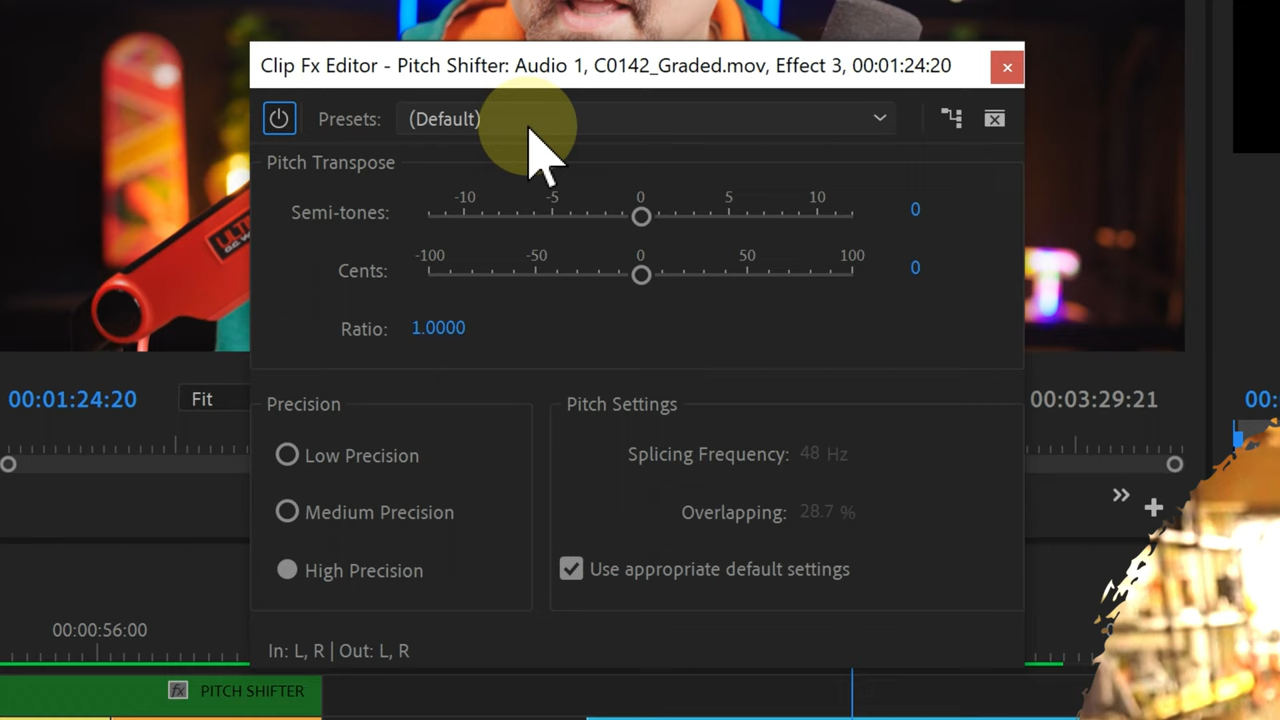 Clip Fx Editor - Pitch Shifter: Audio 1, C0142_Graded.mov, Effect 3, 00:01:24:20
Presets: (Default)
Pitch Transpose
-10 -5 0 5 10
Semi-tones: 0
-100 -50 0 50 100
Cents: 0
Ratio: 1.0000
00:01:24:20 Fit 00:03:29:21 00:
Precision
Low Precision
Medium Precision
High Precision
Pitch Settings
Splicing Frequency: 48 Hz
Overlapping: 28.7 %
Use appropriate default settings
00:00:56:00
In: L, R | Out: L, R
fx PITCH SHIFTER